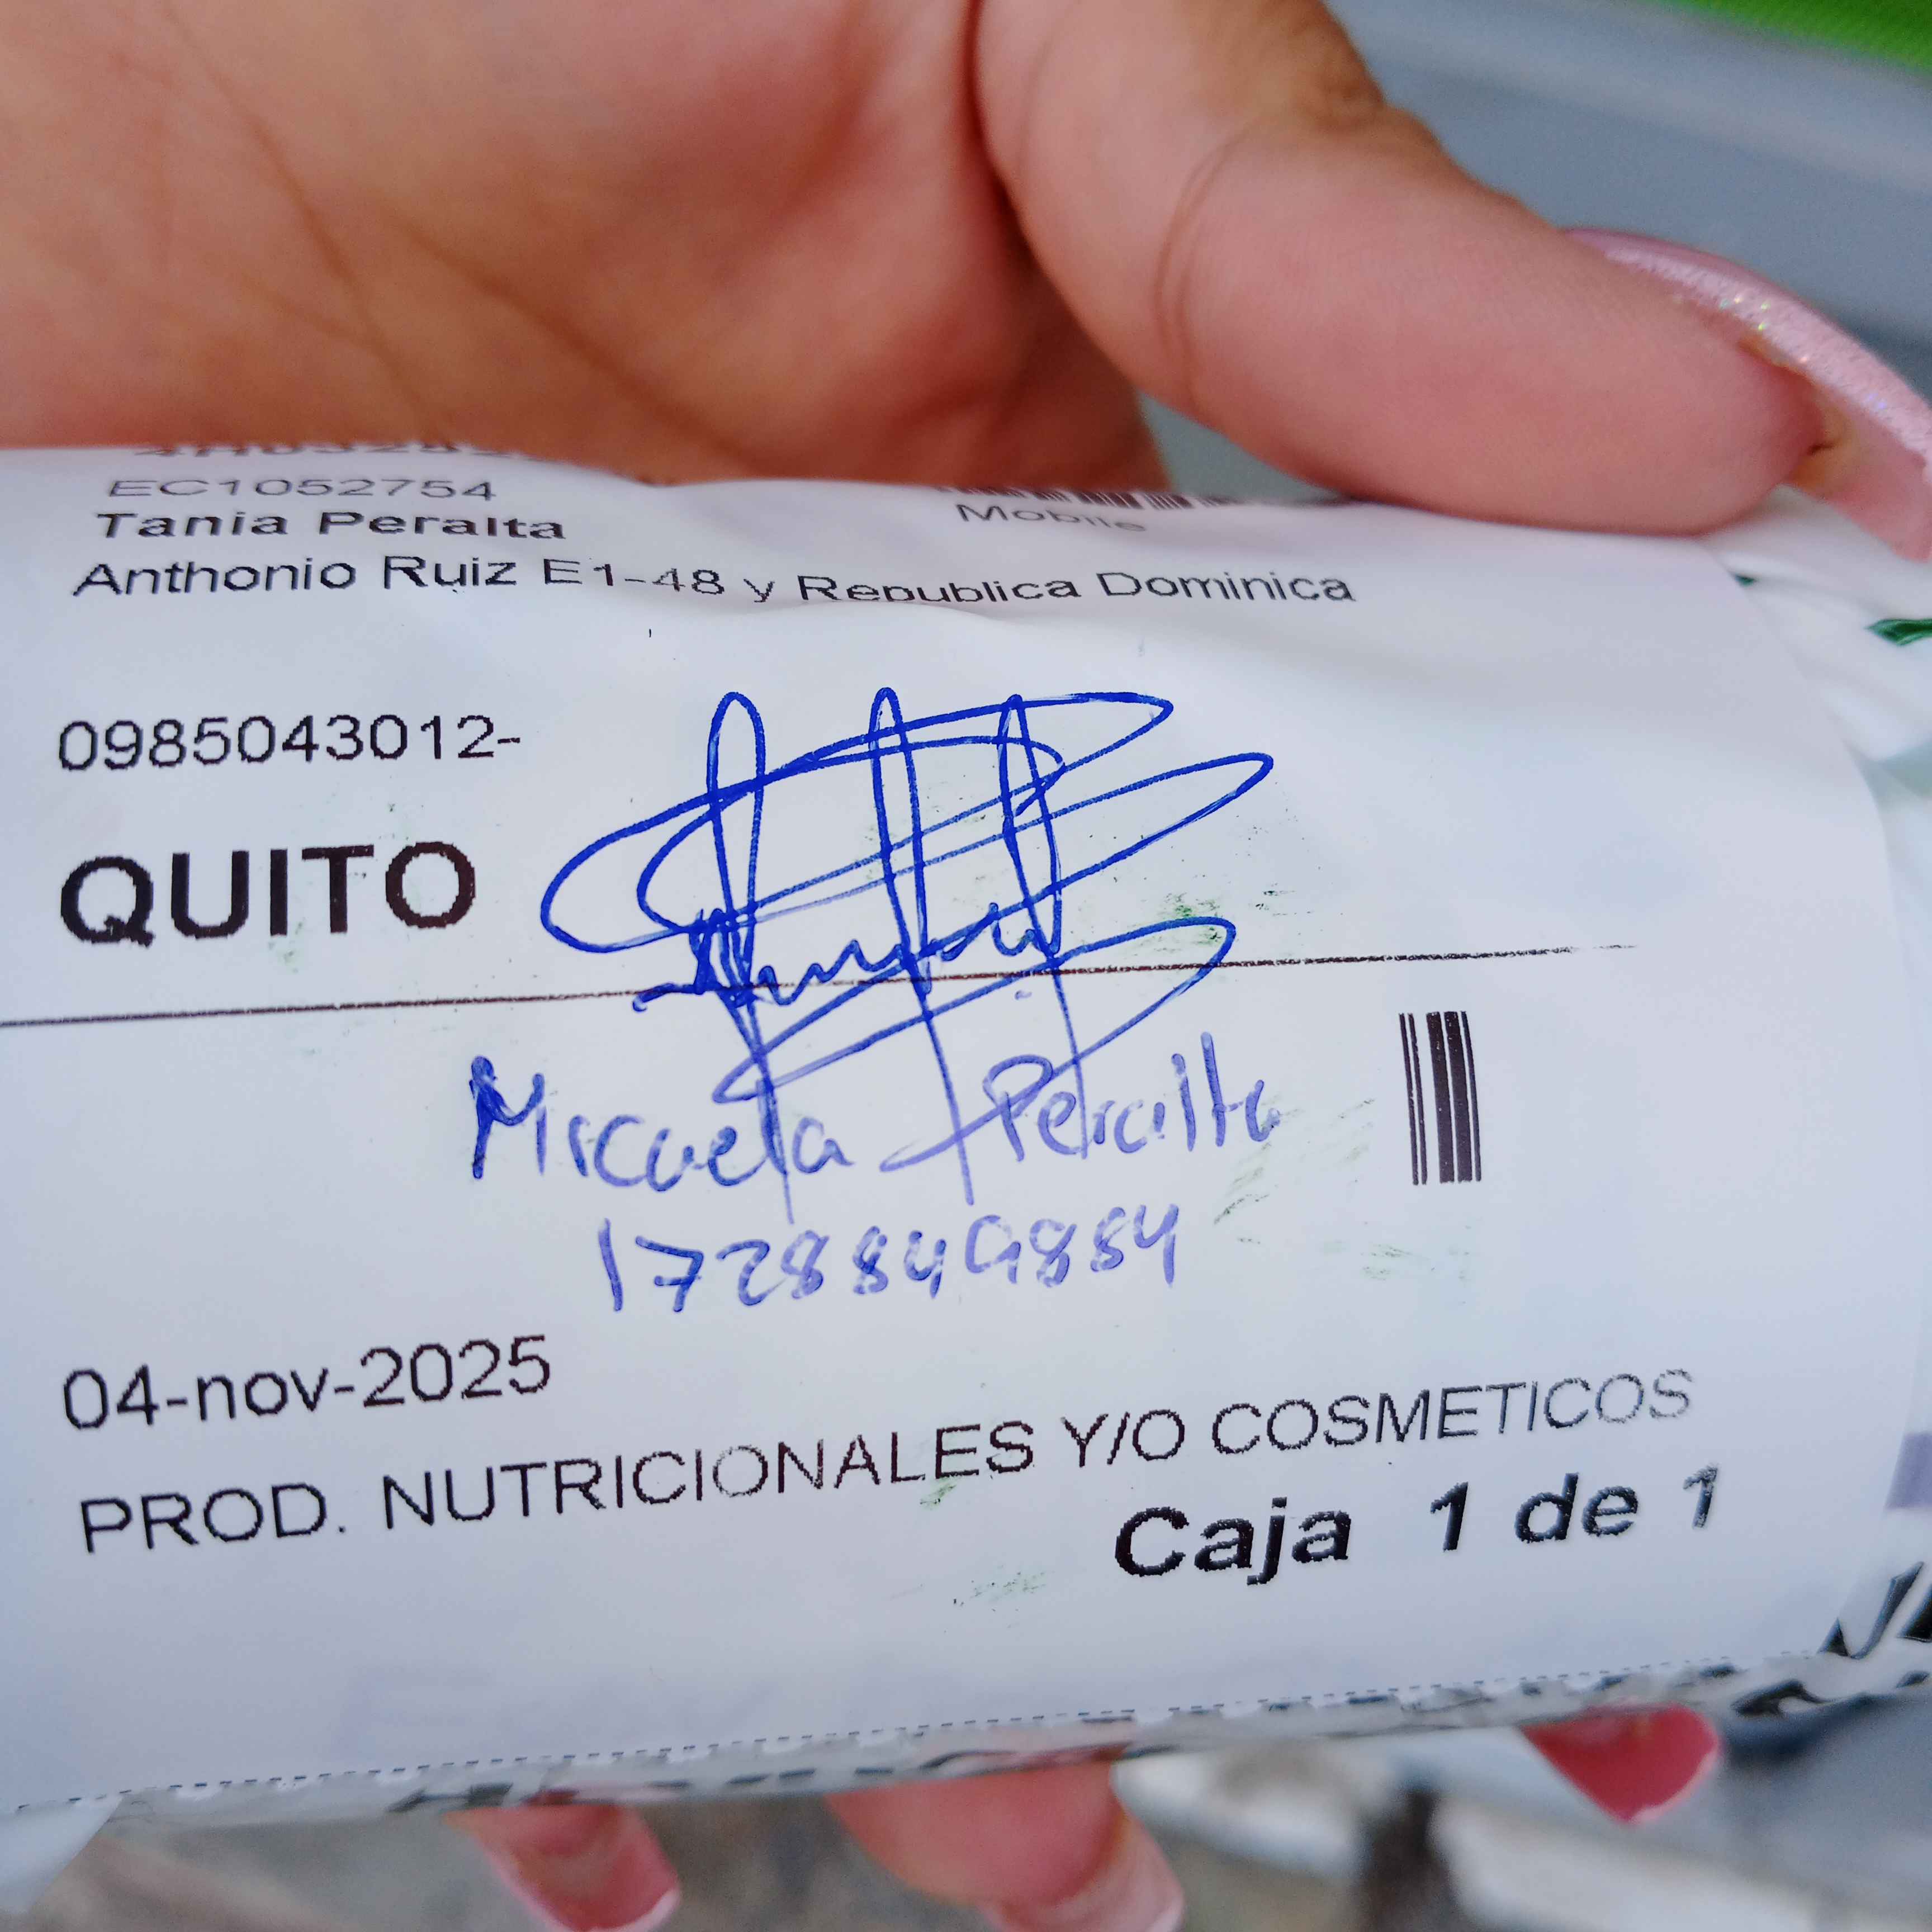 EC1052754
Mobile
Tania Peralta
Anthonio Ruiz E1-48 y Republica Dominica
0985043012-
QUITO
Micaela Peralta
1728849884
04-nov-2025
PROD. NUTRICIONALES Y/O COSMETICOS
Caja 1 de 1